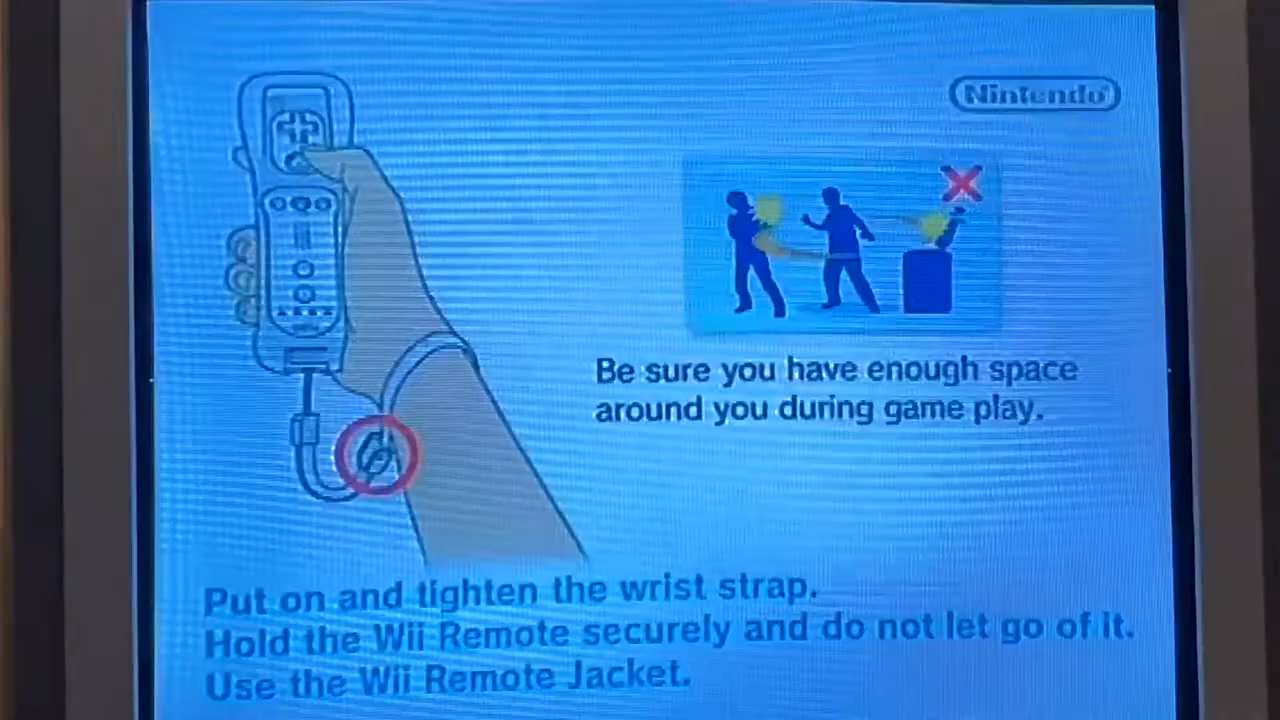 Nintendo
Be sure you have enough space
around you during game play.
Put on and tighten the wrist strap.
Hold the Wii Remote securely and do not let go of it.
Use the Wii Remote Jacket.